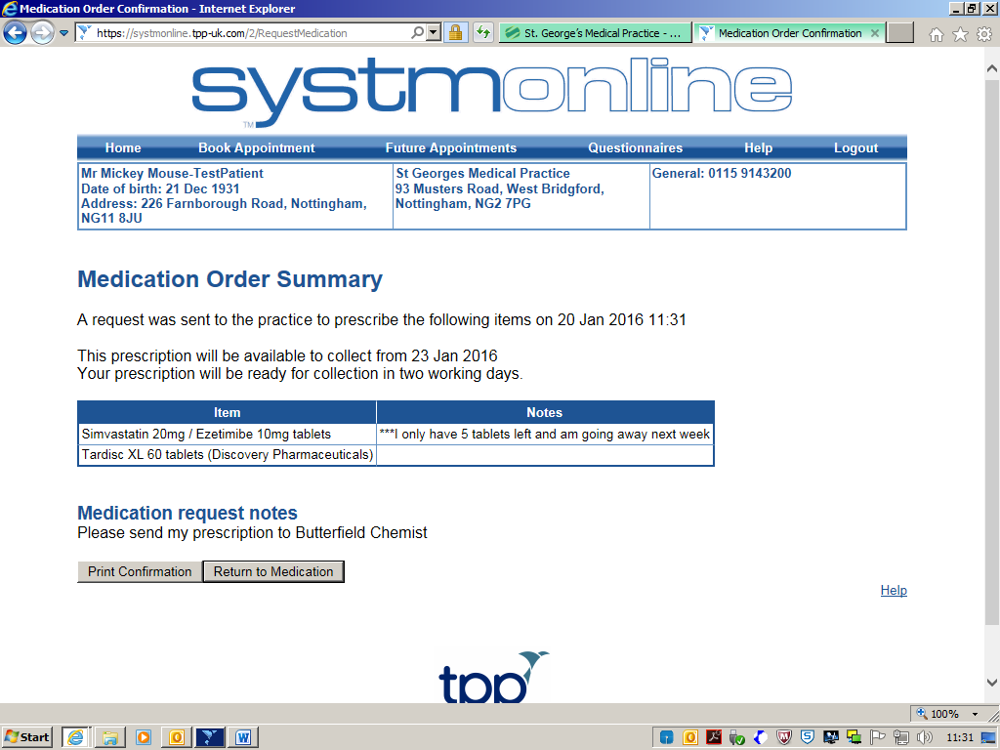 Medication Order Confirmation - Internet Explorer
https://systmonline.tpp-uk.com/2/RequestMedication
St. George's Medical Practice - ...
Medication Order Confirmation
systmonline
TM
Home Book Appointment Future Appointments Questionnaires Help Logout
Mr Mickey Mouse-TestPatient
Date of birth: 21 Dec 1931
Address: 226 Farnborough Road, Nottingham,
NG11 8JU
St Georges Medical Practice
93 Musters Road, West Bridgford,
Nottingham, NG2 7PG
General: 0115 9143200
Medication Order Summary
A request was sent to the practice to prescribe the following items on 20 Jan 2016 11:31
This prescription will be available to collect from 23 Jan 2016
Your prescription will be ready for collection in two working days.
Item Notes
Simvastatin 20mg / Ezetimibe 10mg tablets ***I only have 5 tablets left and am going away next week
Tardisc XL 60 tablets (Discovery Pharmaceuticals)
Medication request notes
Please send my prescription to Butterfield Chemist
Print Confirmation Return to Medication
Help
tpp
100%
Start 11:31